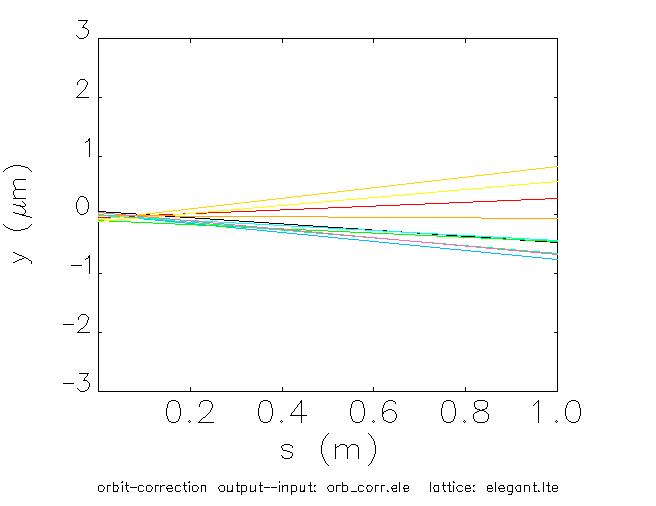 3
2
1
0
-1
-2
-3
y (μm)
0.2 0.4 0.6 0.8 1.0
s (m)
orbit-correction output--input: orb_corr.ele lattice: elegant.lte